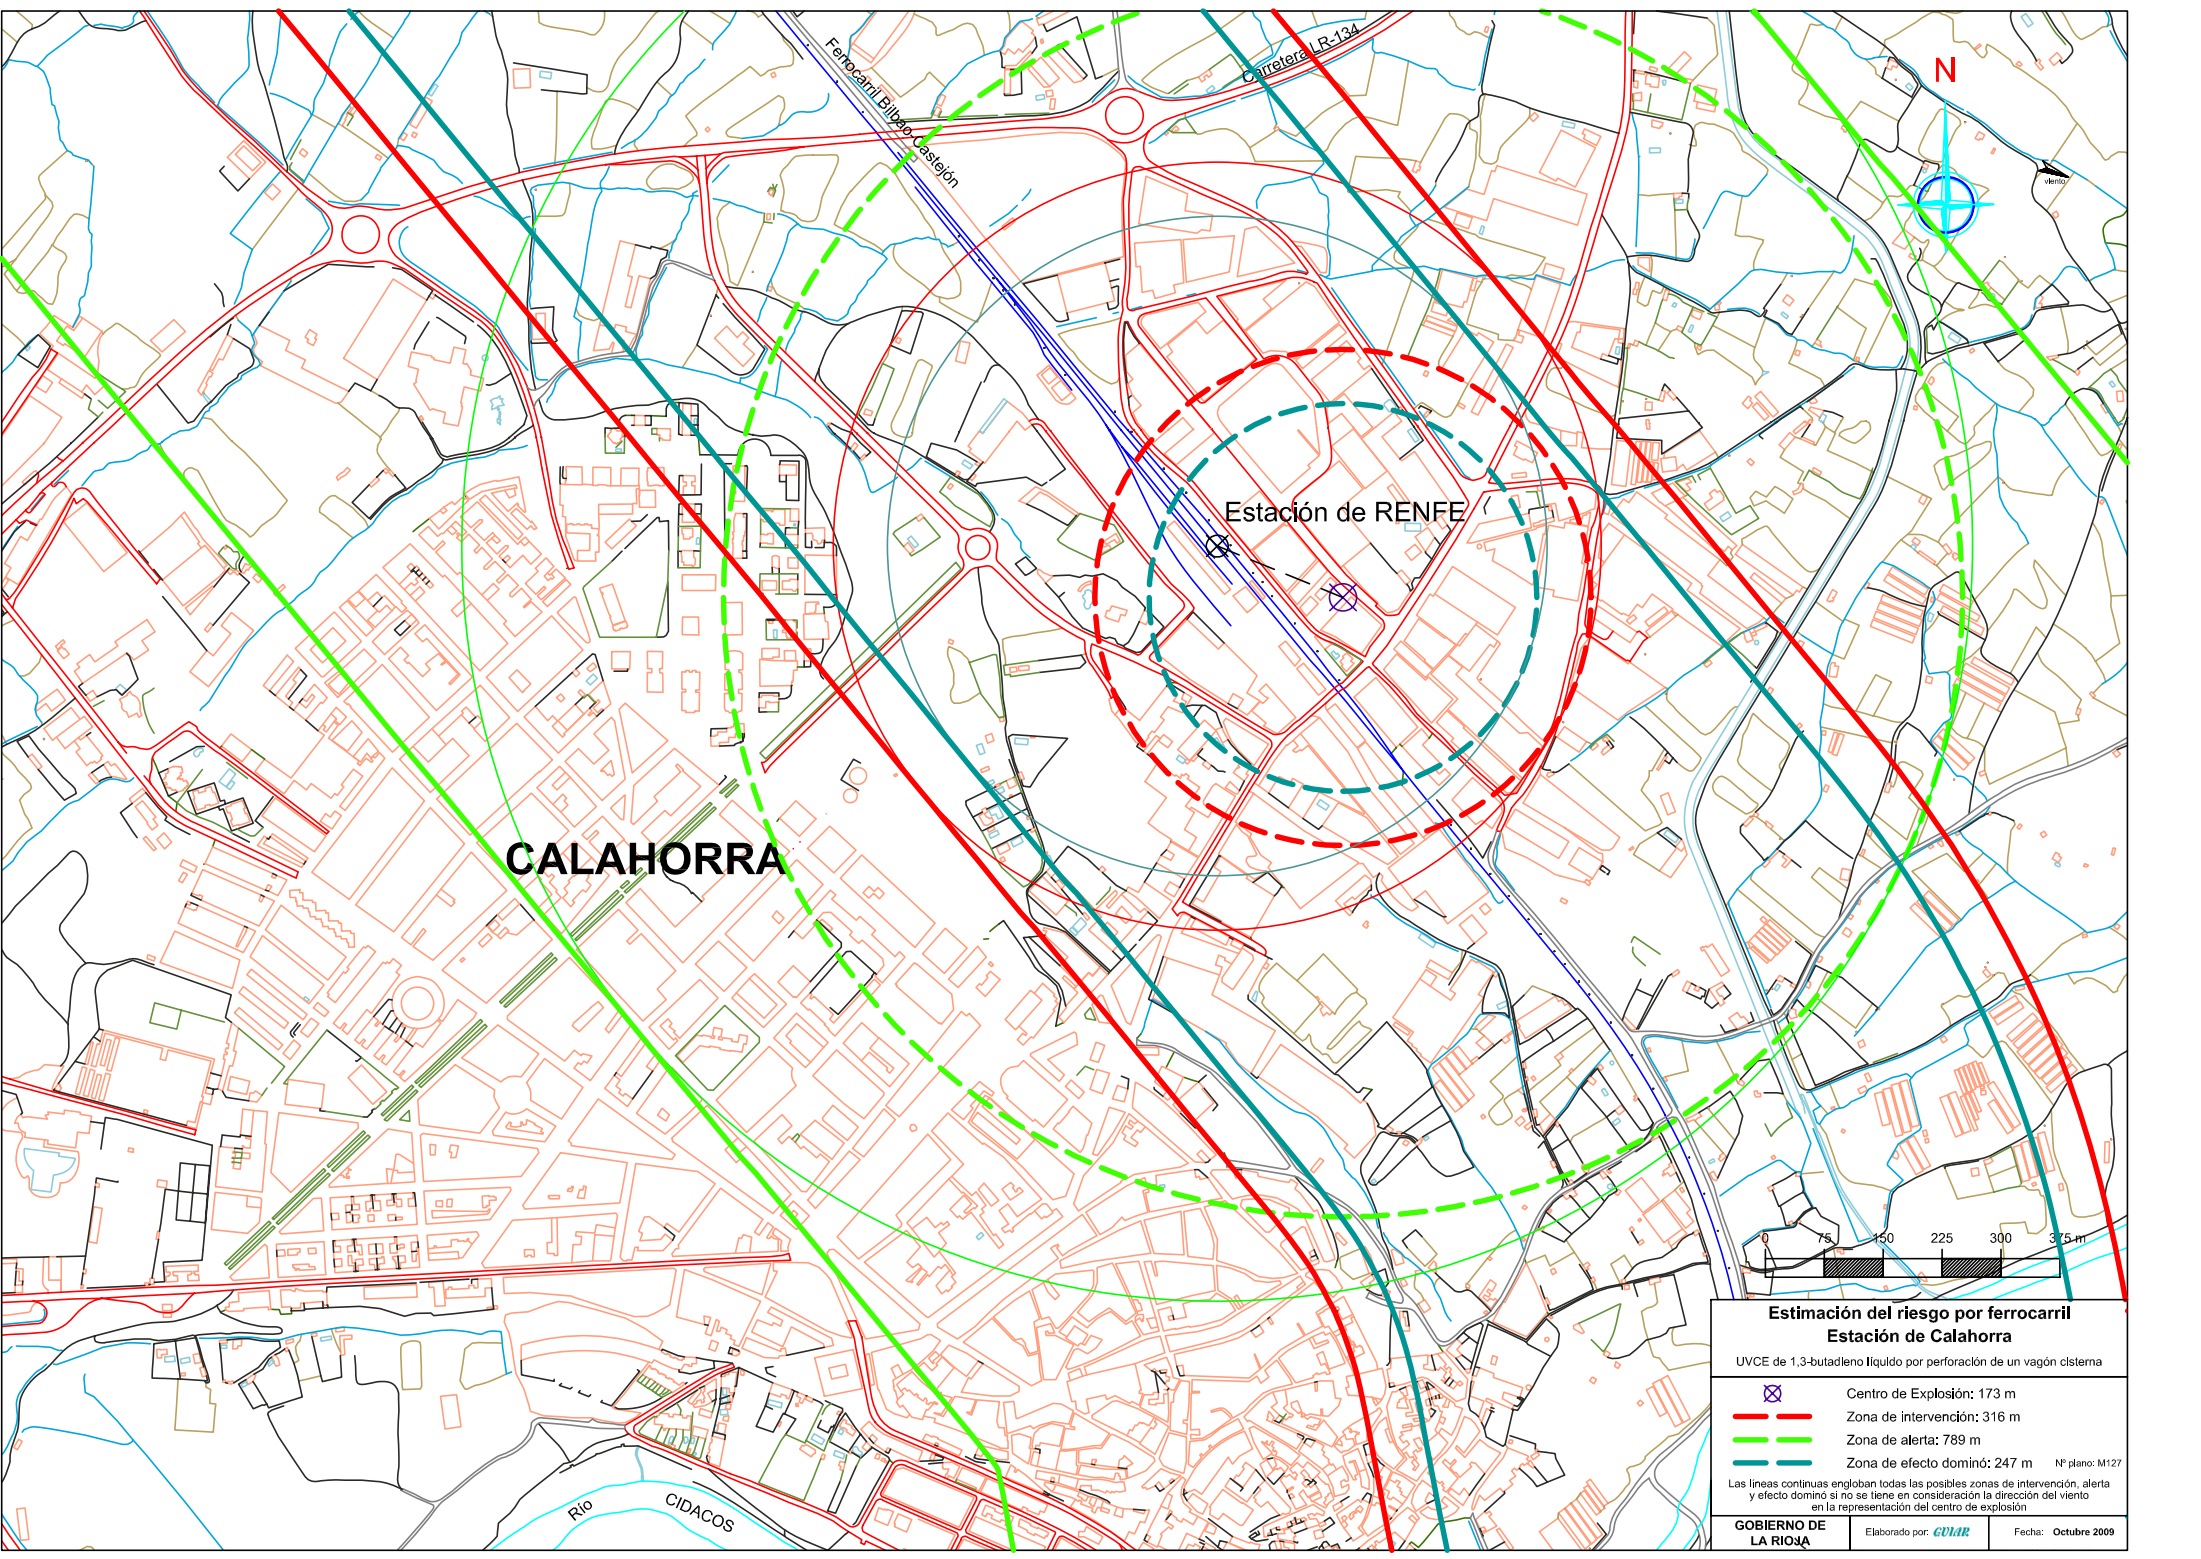 Ferrocarril Bilbao-Castejón
Carretera LR-134
N
viento
Estación de RENFE
CALAHORRA
Río
CIDACOS
0 75 150 225 300 375 m
Estimación del riesgo por ferrocarril
Estación de Calahorra
UVCE de 1,3-butadieno líquido por perforación de un vagón cisterna
Centro de Explosión: 173 m
Zona de intervención: 316 m
Zona de alerta: 789 m
Zona de efecto dominó: 247 m
Nº plano: M127
Las líneas continuas engloban todas las posibles zonas de intervención, alerta
y efecto dominó si no se tiene en consideración la dirección del viento
en la representación del centro de explosión
GOBIERNO DE
LA RIOJA
Elaborado por: GUIAR
Fecha: Octubre 2009